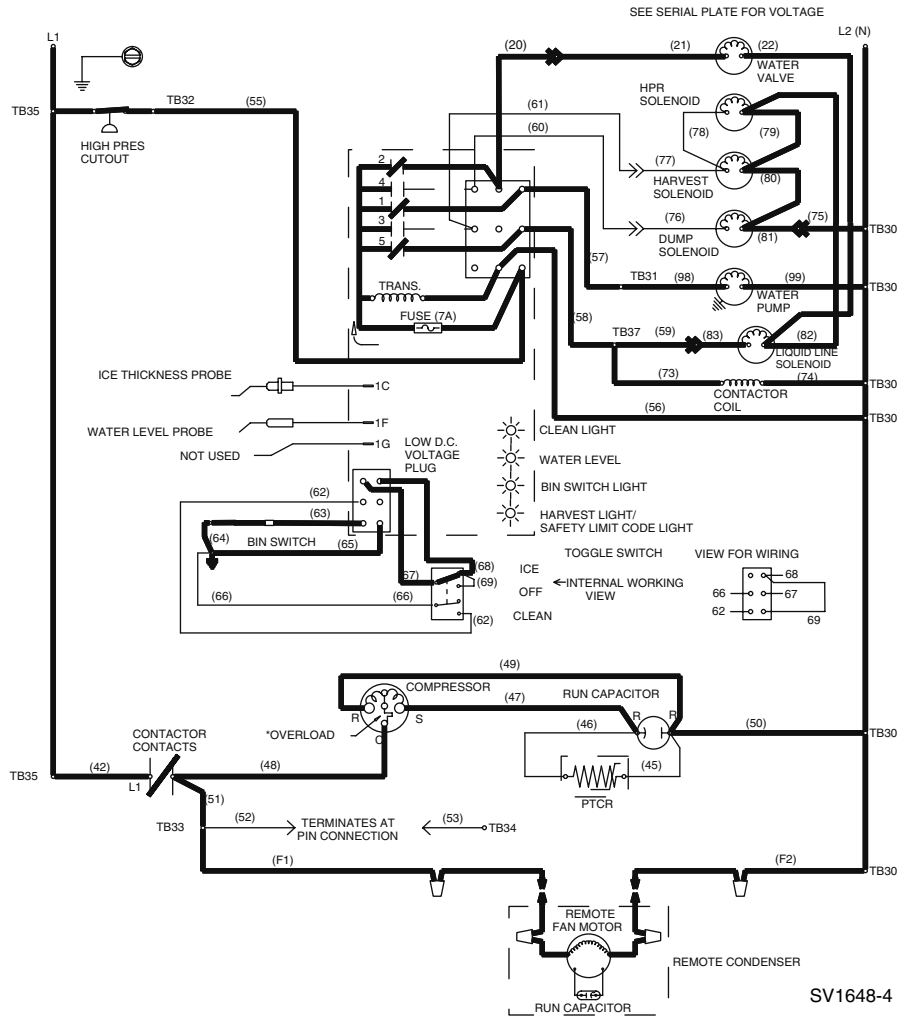 SEE SERIAL PLATE FOR VOLTAGE
L1
L2 (N)
(20)
(21)
(22)
WATER
VALVE
HPR
SOLENOID
TB35
TB32
(55)
(61)
(60)
(78)
(79)
HIGH PRES
CUTOUT
2
4
1
3
5
(77)
HARVEST
SOLENOID
(80)
(76)
(75)
DUMP
SOLENOID
(81)
TB30
(57)
TRANS.
TB31
(98)
(99)
TB30
WATER
PUMP
FUSE (7A)
(58)
TB37
(59)
(83)
(82)
LIQUID LINE
SOLENOID
ICE THICKNESS PROBE
1C
(73)
(74)
TB30
CONTACTOR
COIL
(56)
TB30
WATER LEVEL PROBE
1F
CLEAN LIGHT
NOT USED
1G
LOW D.C.
VOLTAGE
PLUG
WATER LEVEL
BIN SWITCH LIGHT
(62)
(63)
HARVEST LIGHT/
SAFETY LIMIT CODE LIGHT
(64)
BIN SWITCH
(65)
TOGGLE SWITCH
VIEW FOR WIRING
(68)
(67)
(69)
ICE
INTERNAL WORKING
VIEW
OFF
68
66
67
(66)
(66)
CLEAN
62
69
(62)
(49)
COMPRESSOR
(47)
RUN CAPACITOR
R
S
R
R
(46)
(50)
TB30
*OVERLOAD
C
CONTACTOR
CONTACTS
(45)
TB35
(42)
(48)
L1
PTCR
(51)
TB33
(52)
TERMINATES AT
PIN CONNECTION
(53)
TB34
(F1)
(F2)
TB30
REMOTE
FAN MOTOR
REMOTE CONDENSER
RUN CAPACITOR
SV1648-4